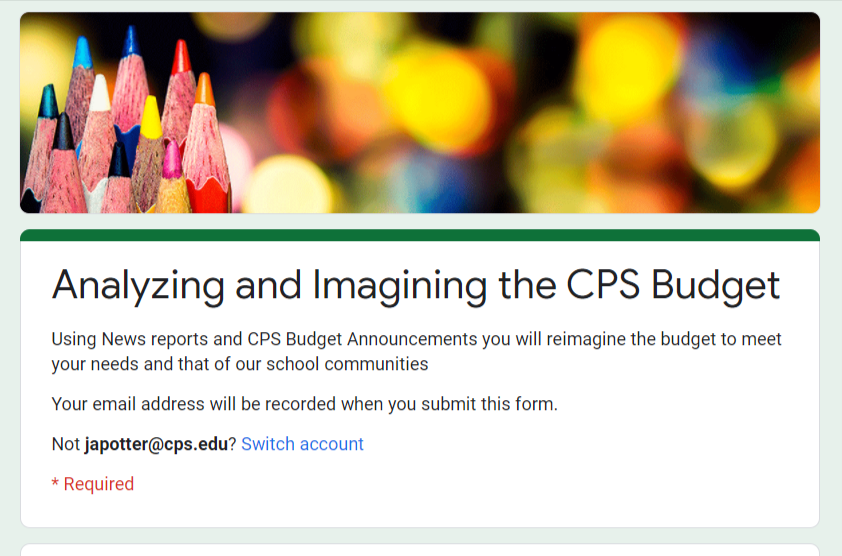 Analyzing and Imagining the CPS Budget
Using News reports and CPS Budget Announcements you will reimagine the budget to meet
your needs and that of our school communities
Your email address will be recorded when you submit this form.
Not japotter@cps.edu? Switch account
* Required